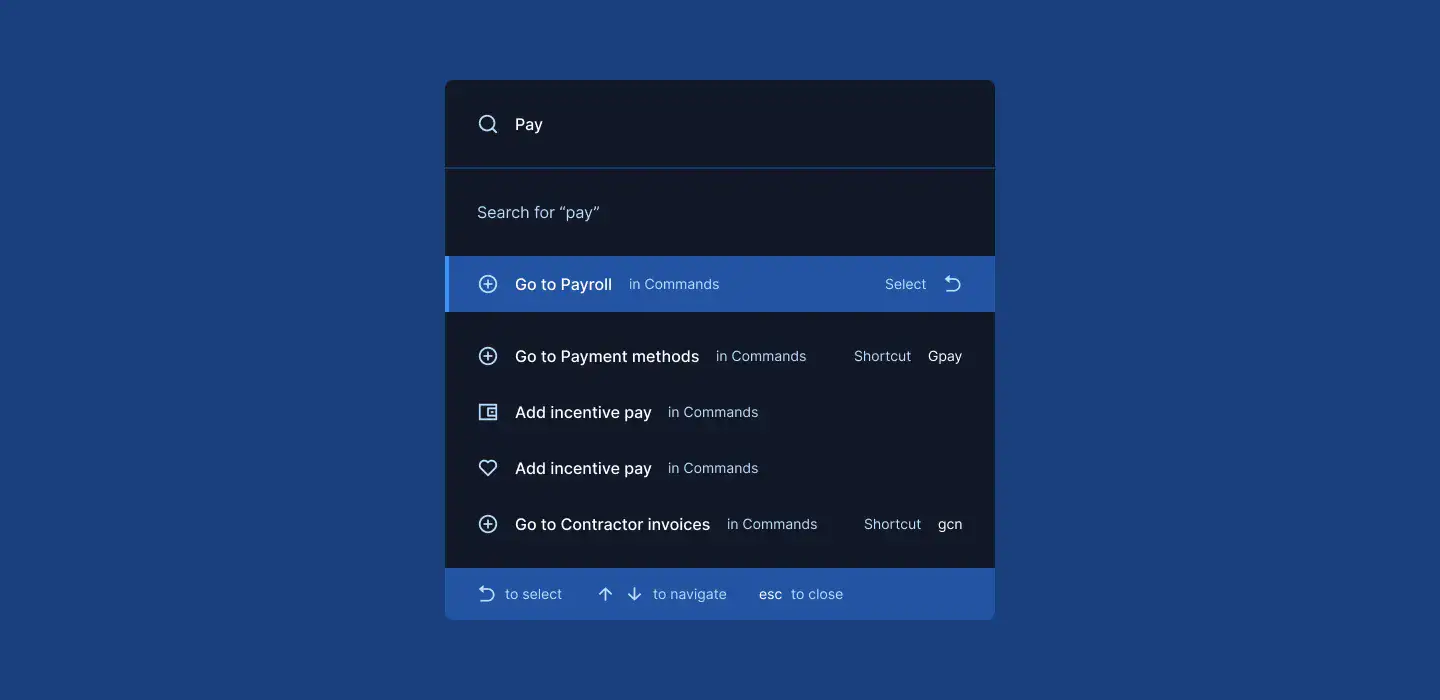 Pay
Search for “pay”
Go to Payroll in Commands Select
Go to Payment methods in Commands Shortcut Gpay
Add incentive pay in Commands
Add incentive pay in Commands
Go to Contractor invoices in Commands Shortcut gcn
to select to navigate esc to close